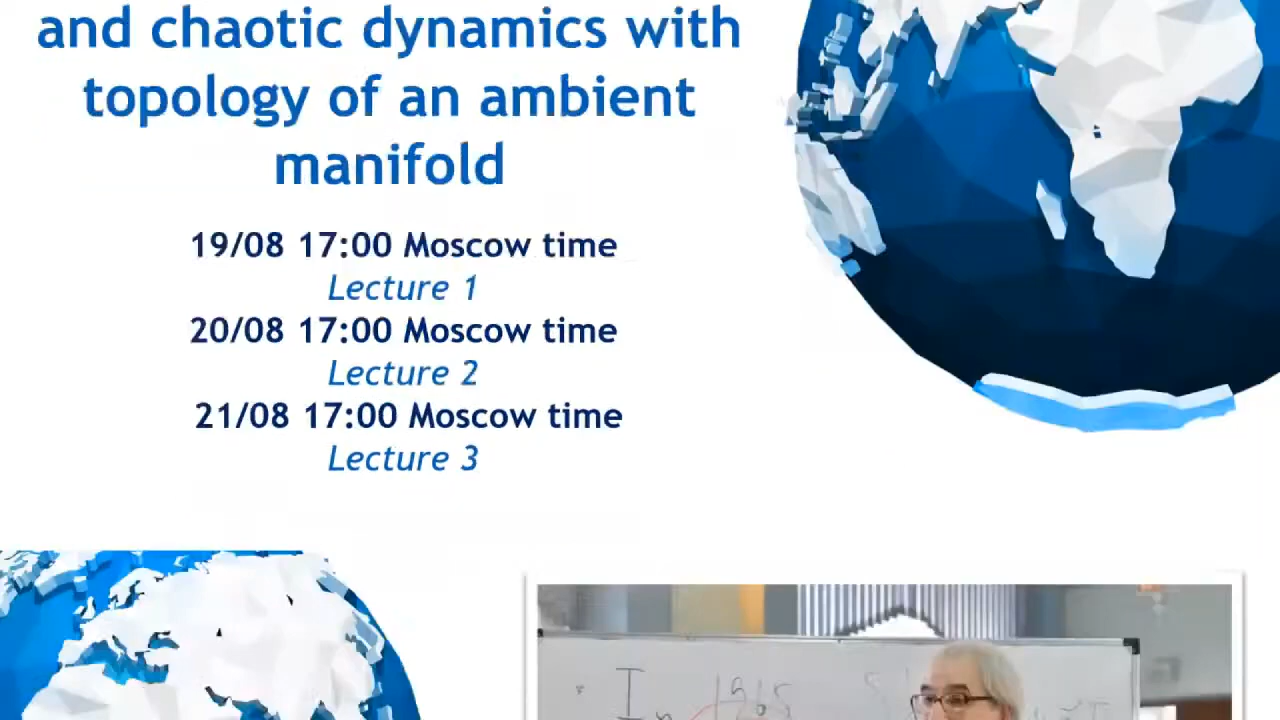 and chaotic dynamics with
topology of an ambient
manifold
19/08 17:00 Moscow time
Lecture 1
20/08 17:00 Moscow time
Lecture 2
21/08 17:00 Moscow time
Lecture 3